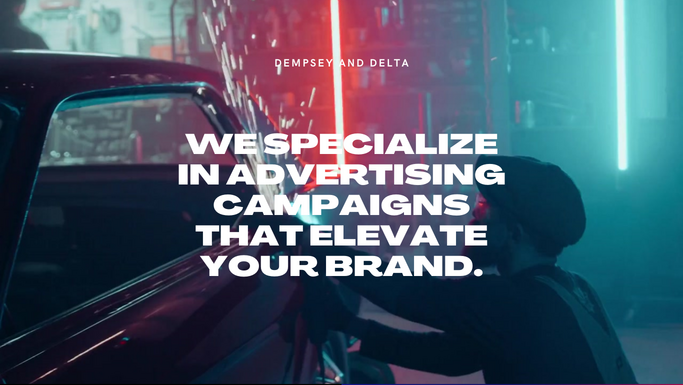 DEMPSEY AND DELTA
WE SPECIALIZE
IN ADVERTISING
CAMPAIGNS
THAT ELEVATE
YOUR BRAND.